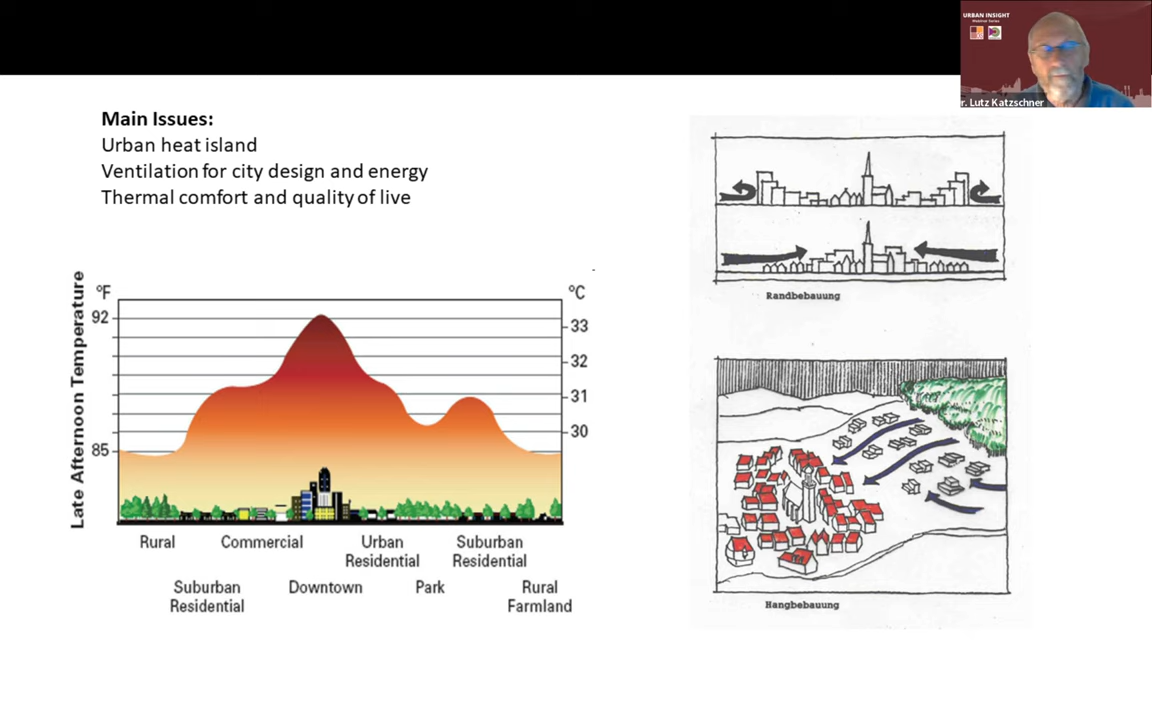 Main Issues:
Urban heat island
Ventilation for city design and energy
Thermal comfort and quality of live
URBAN INSIGHT
Webinar Series
r. Lutz Katzschner
°F
°C
92
85
33
32
31
30
Late Afternoon Temperature
Rural
Commercial
Urban
Residential
Suburban
Residential
Suburban
Residential
Downtown
Park
Rural
Farmland
Randbebauung
Hangbebauung